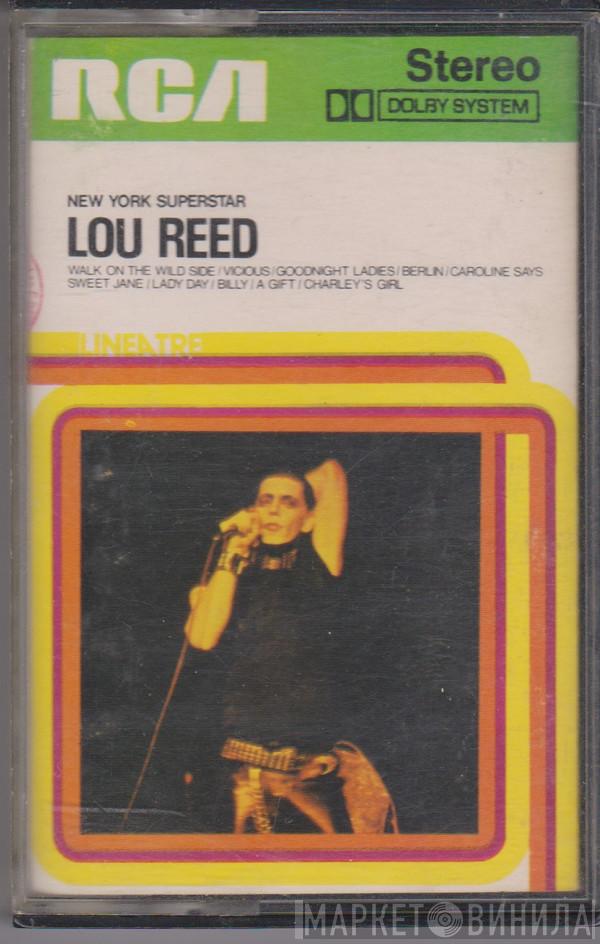 RCA
Stereo
DOLBY SYSTEM
NEW YORK SUPERSTAR
LOU REED
WALK ON THE WILD SIDE / VICIOUS / GOODNIGHT LADIES / BERLIN / CAROLINE SAYS
SWEET JANE / LADY DAY / BILLY / A GIFT / CHARLEY'S GIRL
LINEATRE
МАРКЕТ ВИНИЛА